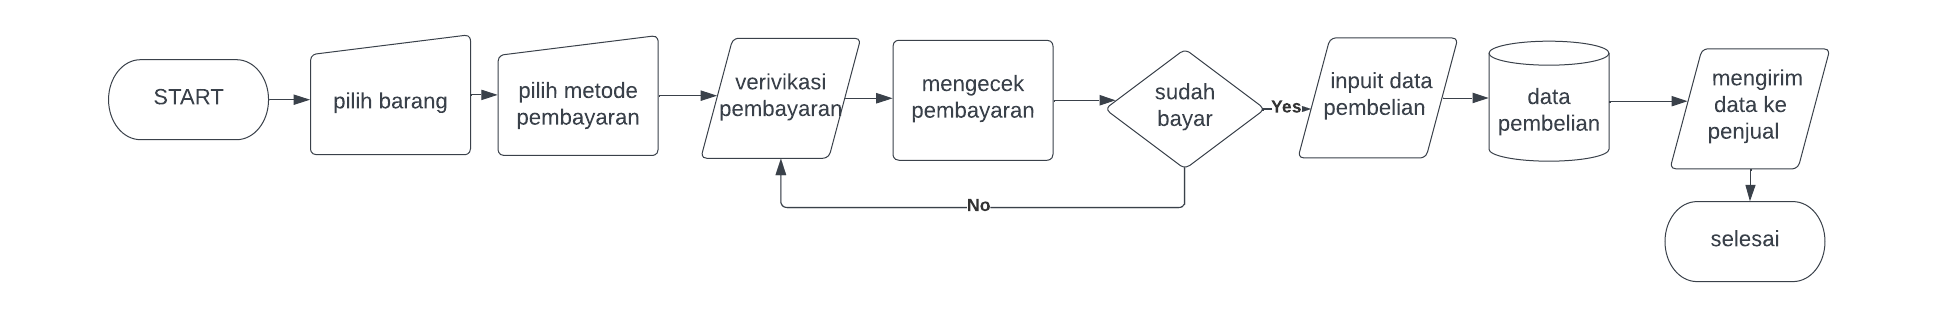 START
pilih barang
pilih metode
pembayaran
verivikasi
pembayaran
mengecek
pembayaran
sudah
bayar
Yes
inpuit data
pembelian
data
pembelian
mengirim
data ke
penjual
No
selesai